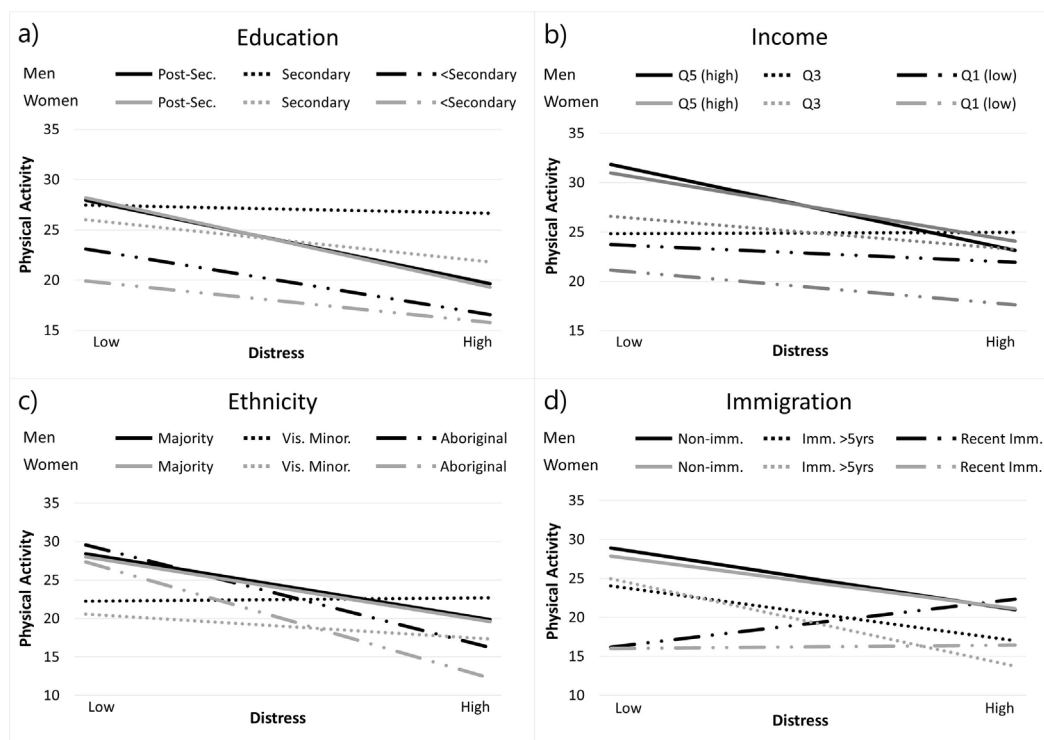 a)
Education
Men
Post-Sec.
Secondary
<Secondary
Women
Post-Sec.
Secondary
<Secondary
35
30
25
20
15
Physical Activity
Low
High
Distress
b)
Income
Men
Q5 (high)
Q3
Q1 (low)
Women
Q5 (high)
Q3
Q1 (low)
35
30
25
20
15
Physical Activity
Low
High
Distress
c)
Ethnicity
Men
Majority
Vis. Minor.
Aboriginal
Women
Majority
Vis. Minor.
Aboriginal
35
30
25
20
15
10
Physical Activity
Low
High
Distress
d)
Immigration
Men
Non-imm.
Imm. >5yrs
Recent Imm.
Women
Non-imm.
Imm. >5yrs
Recent Imm.
35
30
25
20
15
10
Physical Activity
Low
High
Distress